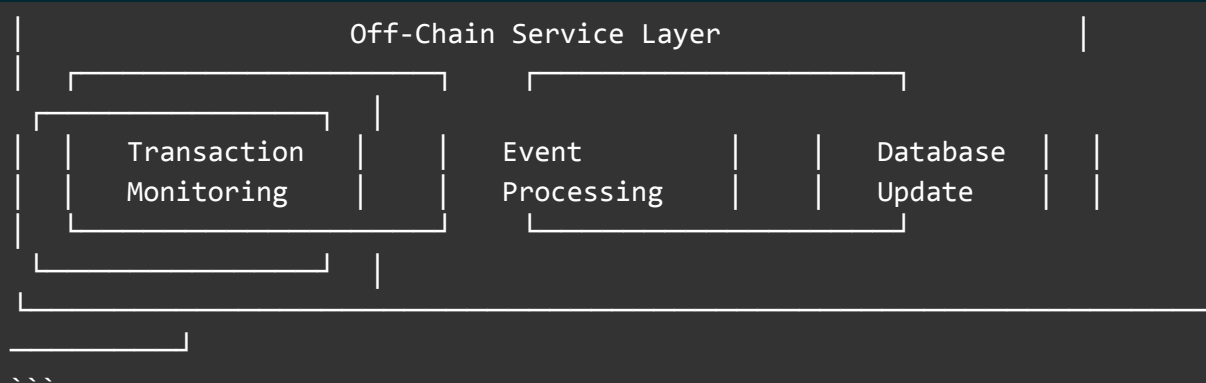 Off-Chain Service Layer
Transaction Event Database
Monitoring Processing Update
```